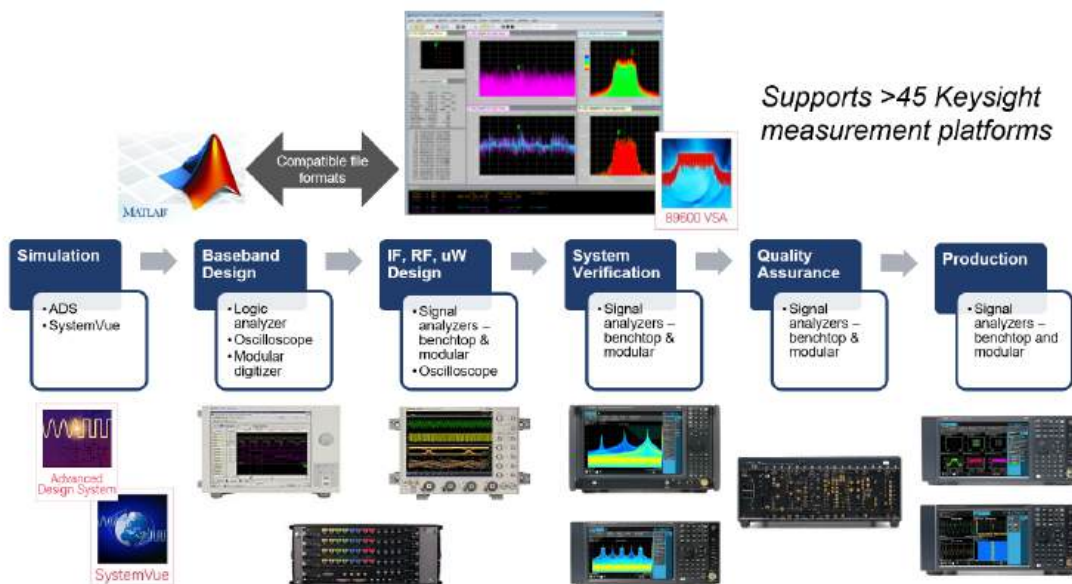 Supports >45 Keysight
measurement platforms
Compatible file
formats
MATLAB
89600 VSA
Simulation
• ADS
• SystemVue
Baseband
Design
• Logic
analyzer
• Oscilloscope
• Modular
digitizer
IF, RF, uW
Design
• Signal
analyzers –
benchtop &
modular
• Oscilloscope
System
Verification
• Signal
analyzers –
benchtop &
modular
Quality
Assurance
• Signal
analyzers –
benchtop
& modular
Production
• Signal
analyzers –
benchtop and
modular
Advanced
Design System
SystemVue